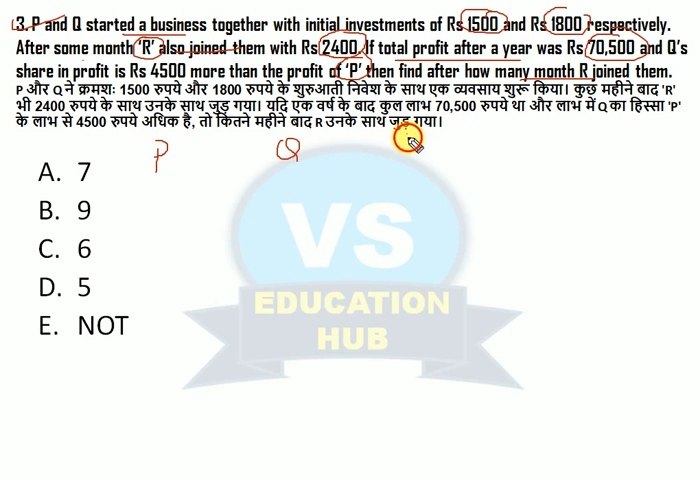 3. P and Q started a business together with initial investments of Rs 1500 and Rs 1800 respectively.
After some month 'R' also joined them with Rs 2400. If total profit after a year was Rs 70,500 and Q's
share in profit is Rs 4500 more than the profit of 'P' then find after how many month R joined them.
P और Q ने क्रमशः 1500 रुपये और 1800 रुपये के शुरुआती निवेश के साथ एक व्यवसाय शुरू किया। कुछ महीने बाद 'R'
भी 2400 रुपये के साथ उनके साथ जुड़ गया। यदि एक वर्ष के बाद कुल लाभ 70,500 रुपये था और लाभ में Q का हिस्सा 'P'
के लाभ से 4500 रुपये अधिक है, तो कितने महीने बाद R उनके साथ जुड़ गया।
P Q
A. 7
B. 9
C. 6
D. 5
E. NOT
VS
EDUCATION
HUB